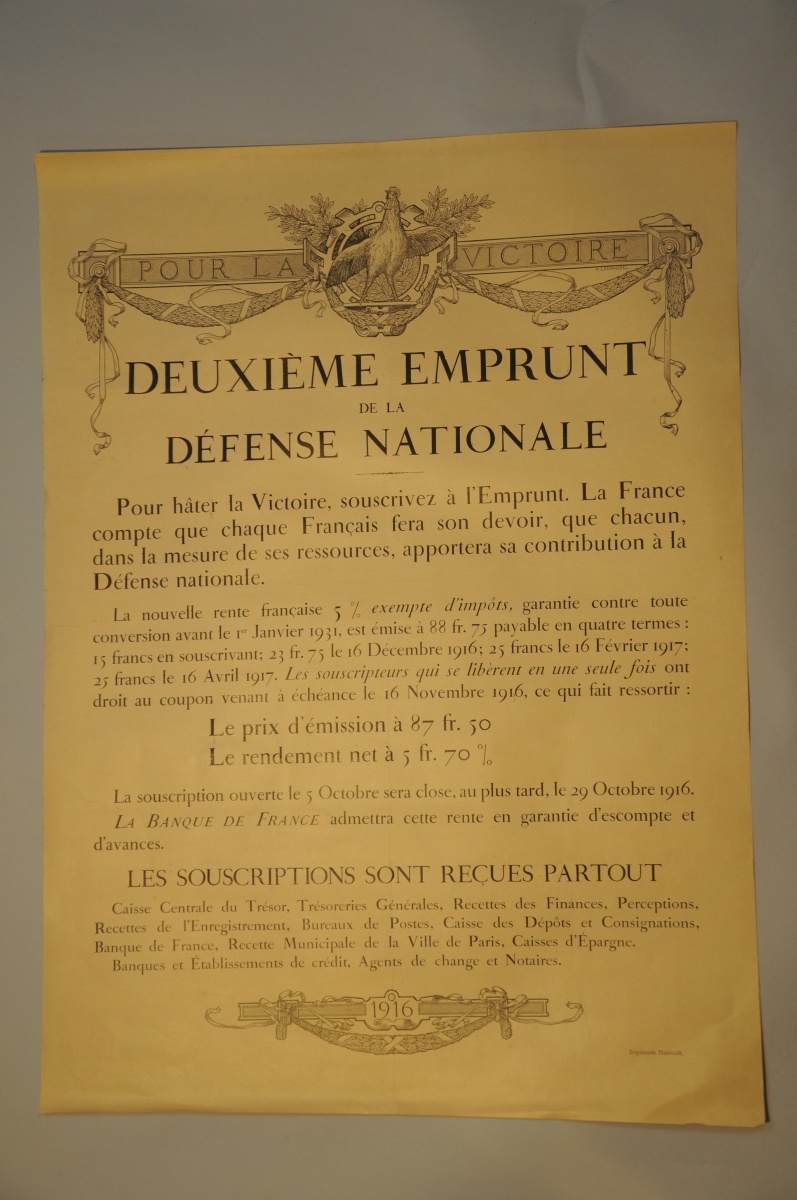 POUR LA VICTOIRE
DEUXIÈME EMPRUNT
DE LA
DÉFENSE NATIONALE
Pour hâter la Victoire, souscrivez à l'Emprunt. La France
compte que chaque Français fera son devoir, que chacun,
dans la mesure de ses ressources, apportera sa contribution à la
Défense nationale.
La nouvelle rente française 5 % exempte d'impôts, garantie contre toute
conversion avant le 1er Janvier 1931, est émise à 88 fr. 75 payable en quatre termes :
15 francs en souscrivant; 23 fr. 75 le 16 Décembre 1916; 25 francs le 16 Février 1917;
25 francs le 16 Avril 1917. Les souscripteurs qui se libèrent en une seule fois ont
droit au coupon venant à échéance le 16 Novembre 1916, ce qui fait ressortir :
Le prix d'émission à 87 fr. 50
Le rendement net à 5 fr. 70 %
La souscription ouverte le 5 Octobre sera close, au plus tard, le 29 Octobre 1916.
LA BANQUE DE FRANCE admettra cette rente en garantie d'escompte et
d'avances.
LES SOUSCRIPTIONS SONT REÇUES PARTOUT
Caisse Centrale du Trésor, Trésoreries Générales, Recettes des Finances, Perceptions,
Recettes de l'Enregistrement, Bureaux de Postes, Caisse des Dépôts et Consignations,
Banque de France, Recette Municipale de la Ville de Paris, Caisses d'Épargne.
Banques et Établissements de crédit, Agents de change et Notaires.
1916
Imprimerie Nationale.